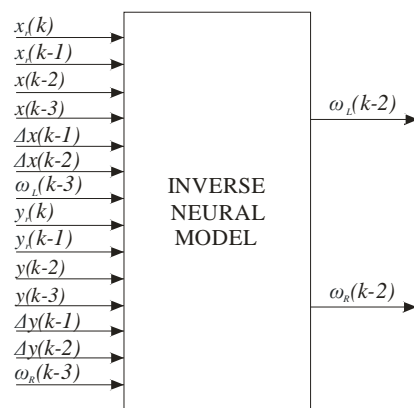 x_r(k)
x_r(k-1)
x(k-2)
x(k-3)
Δx(k-1)
Δx(k-2)
ω_L(k-3)
y_r(k)
y_r(k-1)
y(k-2)
y(k-3)
Δy(k-1)
Δy(k-2)
ω_R(k-3)
INVERSE
NEURAL
MODEL
ω_L(k-2)
ω_R(k-2)